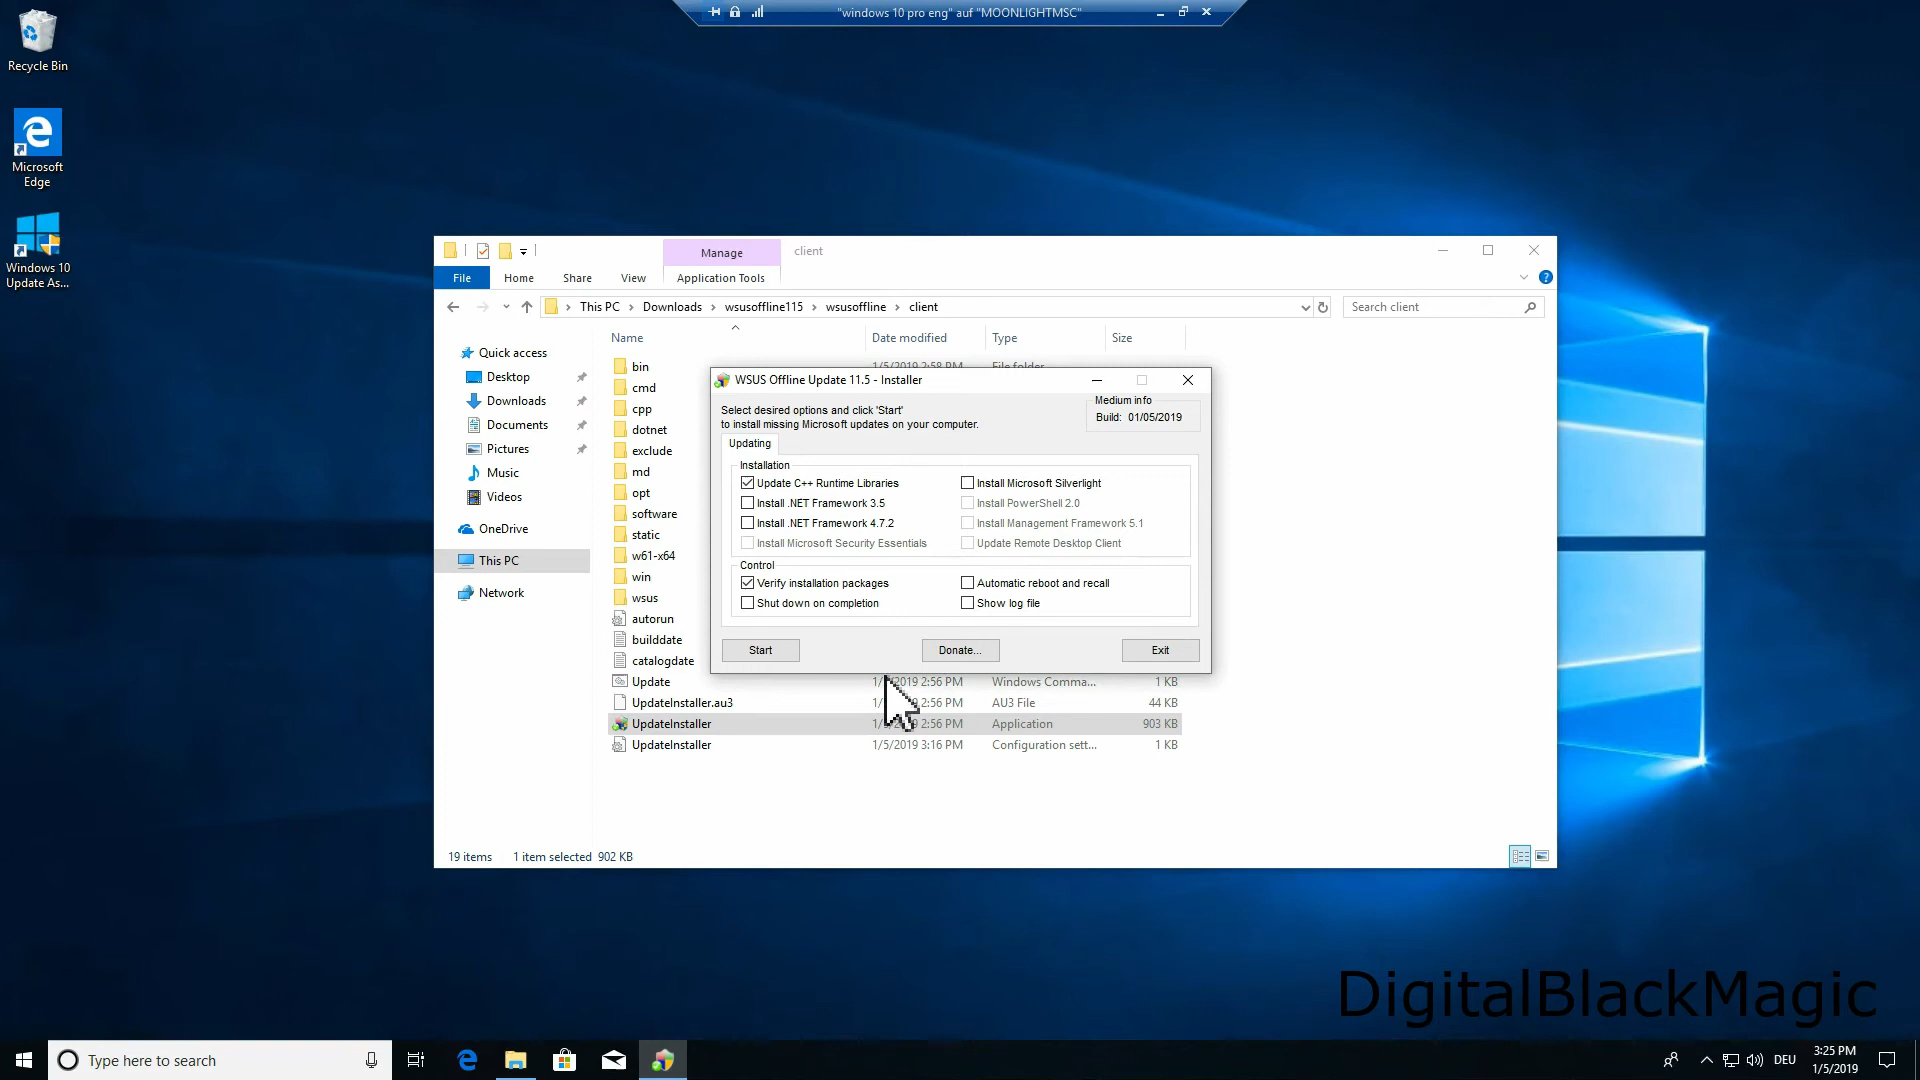 "windows 10 pro eng" auf "MOONLIGHTMSC"
Recycle Bin
Microsoft
Edge
Windows 10
Update As...
Manage
client
File
Home
Share
View
Application Tools
This PC
Downloads
wsusoffline115
wsusoffline
client
Search client
Name
Date modified
Type
Size
Quick access
Desktop
Downloads
Documents
Pictures
Music
Videos
OneDrive
This PC
Network
bin
1/5/2019 2:58 PM
File folder
cmd
cpp
dotnet
exclude
md
opt
software
static
w61-x64
win
wsus
autorun
builddate
catalogdate
Update
2019 2:56 PM
Windows Comma...
1 KB
UpdateInstaller.au3
2:56 PM
AU3 File
44 KB
UpdateInstaller
2019 2:56 PM
Application
903 KB
UpdateInstaller
1/5/2019 3:16 PM
Configuration sett...
1 KB
WSUS Offline Update 11.5 - Installer
Select desired options and click 'Start'
to install missing Microsoft updates on your computer.
Medium info
Build: 01/05/2019
Updating
Installation
Update C++ Runtime Libraries
Install Microsoft Silverlight
Install .NET Framework 3.5
Install PowerShell 2.0
Install .NET Framework 4.7.2
Install Management Framework 5.1
Install Microsoft Security Essentials
Update Remote Desktop Client
Control
Verify installation packages
Automatic reboot and recall
Shut down on completion
Show log file
Start
Donate...
Exit
19 items
1 item selected 902 KB
DigitalBlackMagic
Type here to search
DEU
3:25 PM
1/5/2019